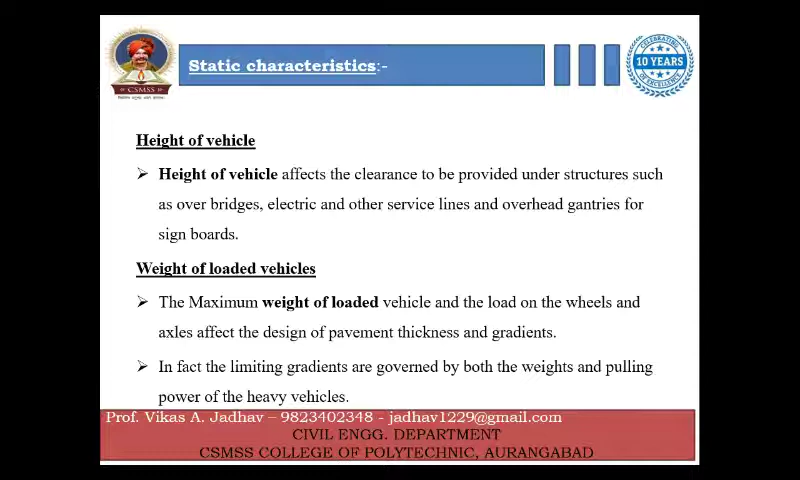 Static characteristics:-
CSMSS
CELEBRATING
10 YEARS
OF EXCELLENCE
Height of vehicle
➢ Height of vehicle affects the clearance to be provided under structures such
as over bridges, electric and other service lines and overhead gantries for
sign boards.
Weight of loaded vehicles
➢ The Maximum weight of loaded vehicle and the load on the wheels and
axles affect the design of pavement thickness and gradients.
➢ In fact the limiting gradients are governed by both the weights and pulling
power of the heavy vehicles.
Prof. Vikas A. Jadhav – 9823402348 - jadhav1229@gmail.com
CIVIL ENGG. DEPARTMENT
CSMSS COLLEGE OF POLYTECHNIC, AURANGABAD